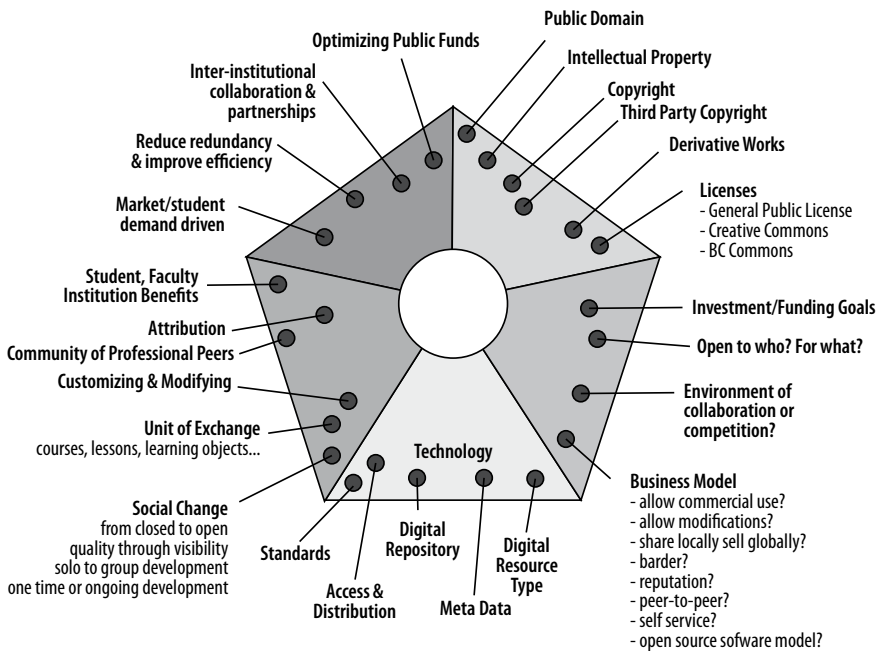 Public Domain
Optimizing Public Funds
Intellectual Property
Inter-institutional
collaboration &
partnerships
Copyright
Third Party Copyright
Reduce redundancy
& improve efficiency
Derivative Works
Market/student
demand driven
Licenses
- General Public License
- Creative Commons
- BC Commons
Student, Faculty
Institution Benefits
Investment/Funding Goals
Attribution
Open to who? For what?
Community of Professional Peers
Customizing & Modifying
Environment of
collaboration or
competition?
Unit of Exchange
courses, lessons, learning objects...
Technology
Business Model
- allow commercial use?
- allow modifications?
- share locally sell globally?
- barder?
- reputation?
- peer-to-peer?
- self service?
- open source sofware model?
Social Change
from closed to open
quality through visibility
solo to group development
one time or ongoing development
Standards
Access &
Distribution
Digital
Repository
Meta Data
Digital
Resource
Type